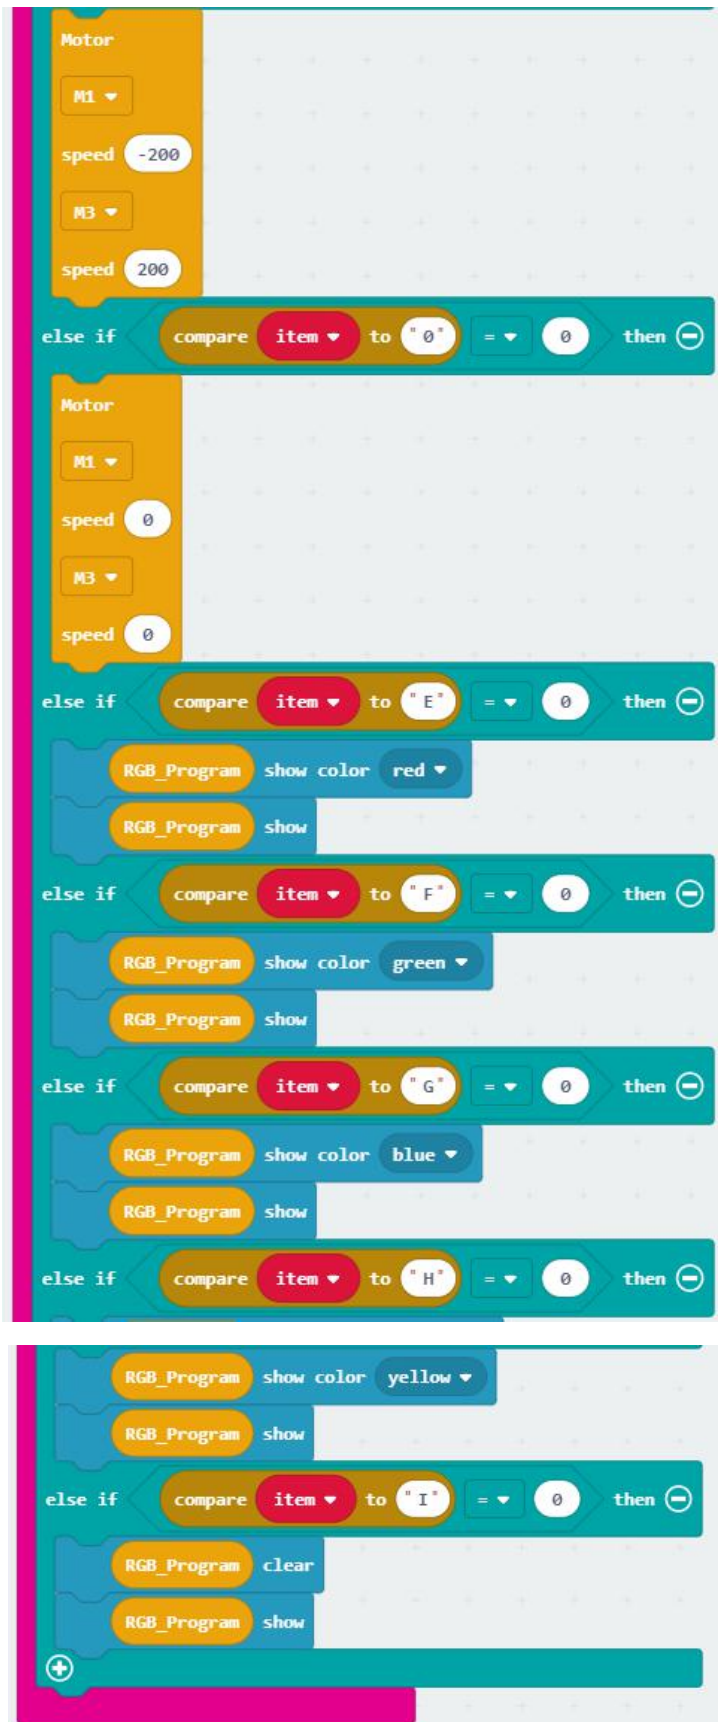 Motor
M1
speed -200
M3
speed 200
else if compare item to "0" = 0 then
Motor
M1
speed 0
M3
speed 0
else if compare item to "E" = 0 then
RGB_Program show color red
RGB_Program show
else if compare item to "F" = 0 then
RGB_Program show color green
RGB_Program show
else if compare item to "G" = 0 then
RGB_Program show color blue
RGB_Program show
else if compare item to "H" = 0 then
RGB_Program show color yellow
RGB_Program show
else if compare item to "I" = 0 then
RGB_Program clear
RGB_Program show